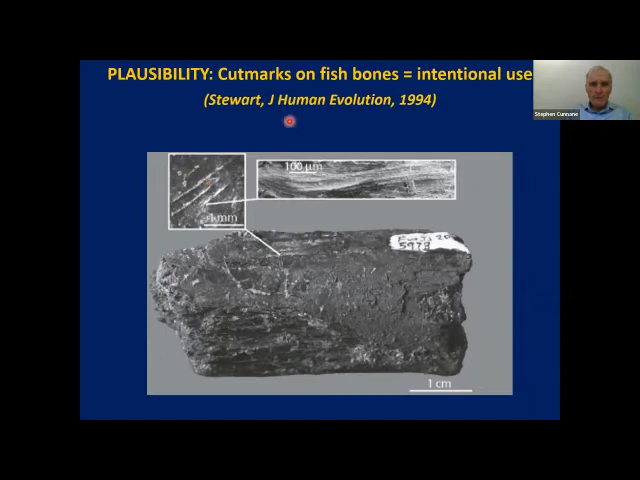 PLAUSIBILITY: Cutmarks on fish bones = intentional use
(Stewart, J Human Evolution, 1994)
Stephen Cunnane
100 µm
1 mm
5978
1 cm